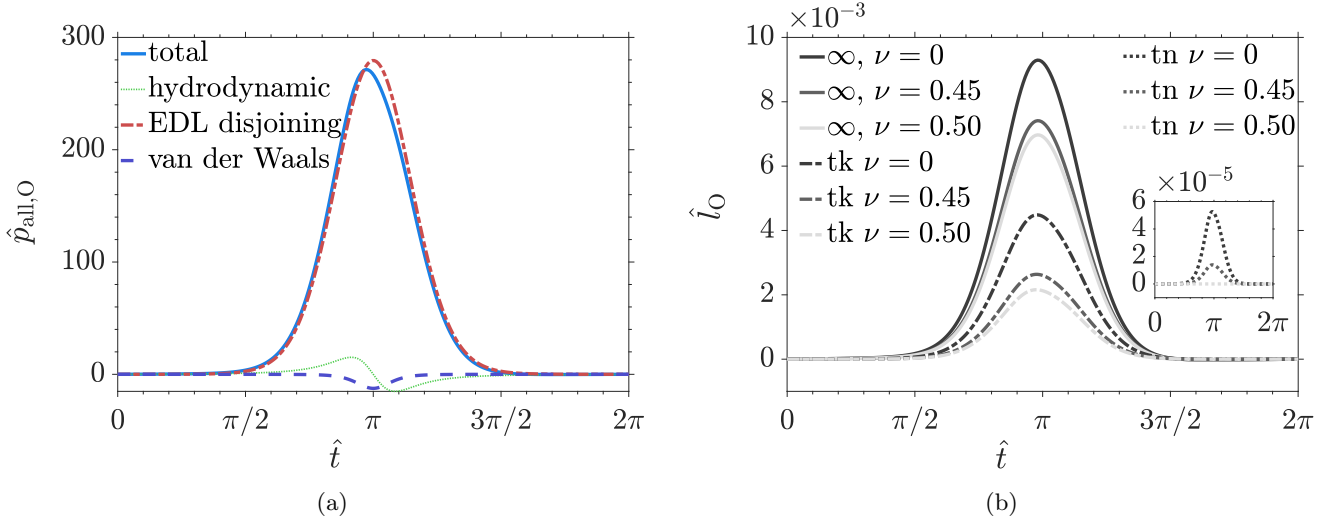 300
200
100
0
0
π/2
π
3π/2
2π
p̂all,O
t̂
total
hydrodynamic
EDL disjoining
van der Waals
(a)
×10−3
10
8
6
4
2
0
0
π/2
π
3π/2
2π
l̂O
t̂
∞, ν = 0
∞, ν = 0.45
∞, ν = 0.50
tk ν = 0
tk ν = 0.45
tk ν = 0.50
tn ν = 0
tn ν = 0.45
tn ν = 0.50
×10−5
6
4
2
0
0
π
2π
(b)